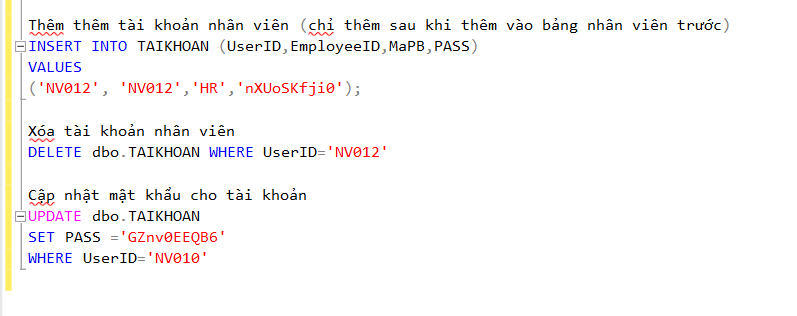 Thêm thêm tài khoản nhân viên (chỉ thêm sau khi thêm vào bảng nhân viên trước)
INSERT INTO TAIKHOAN (UserID,EmployeeID,MaPB,PASS)
VALUES
('NV012', 'NV012','HR','nXUoSKfji0');
Xóa tài khoản nhân viên
DELETE dbo.TAIKHOAN WHERE UserID='NV012'
Cập nhật mật khẩu cho tài khoản
UPDATE dbo.TAIKHOAN
SET PASS ='GZnv0EEQB6'
WHERE UserID='NV010'